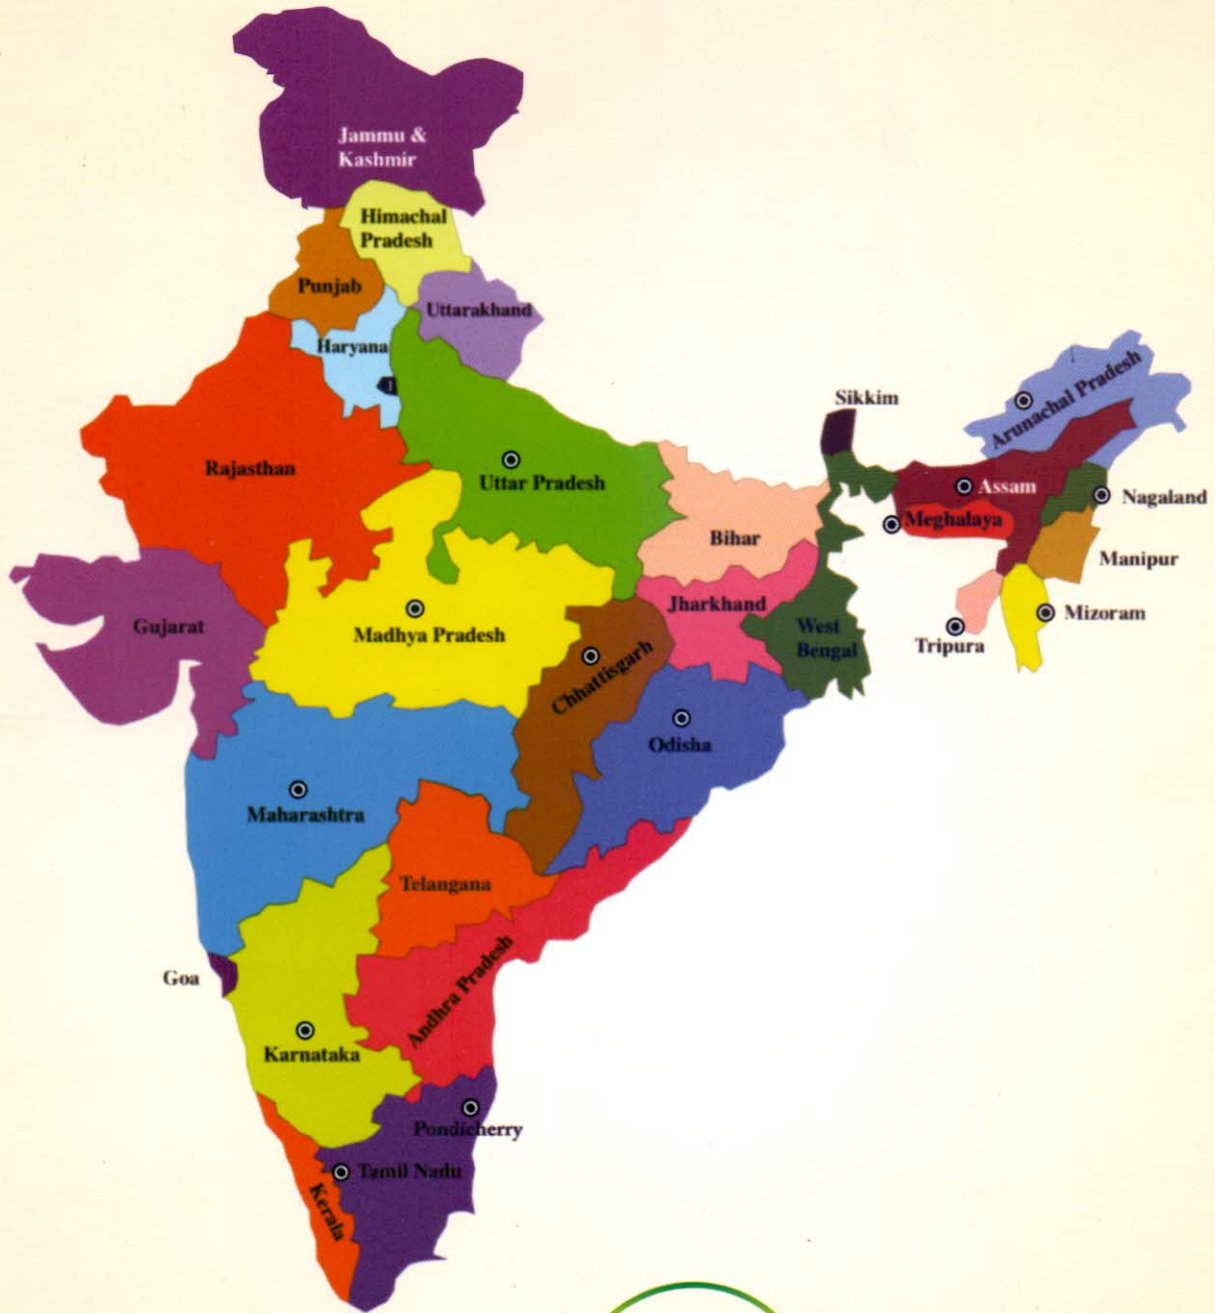 Jammu &
Kashmir
Himachal
Pradesh
Punjab
Uttarakhand
Haryana
Sikkim
Arunachal Pradesh
Rajasthan
Uttar Pradesh
Assam
Nagaland
Meghalaya
Bihar
Manipur
Jharkhand
Mizoram
Gujarat
Madhya Pradesh
West
Bengal
Tripura
Chhattisgarh
Odisha
Maharashtra
Telangana
Goa
Andhra Pradesh
Karnataka
Pondicherry
Tamil Nadu
Kerala